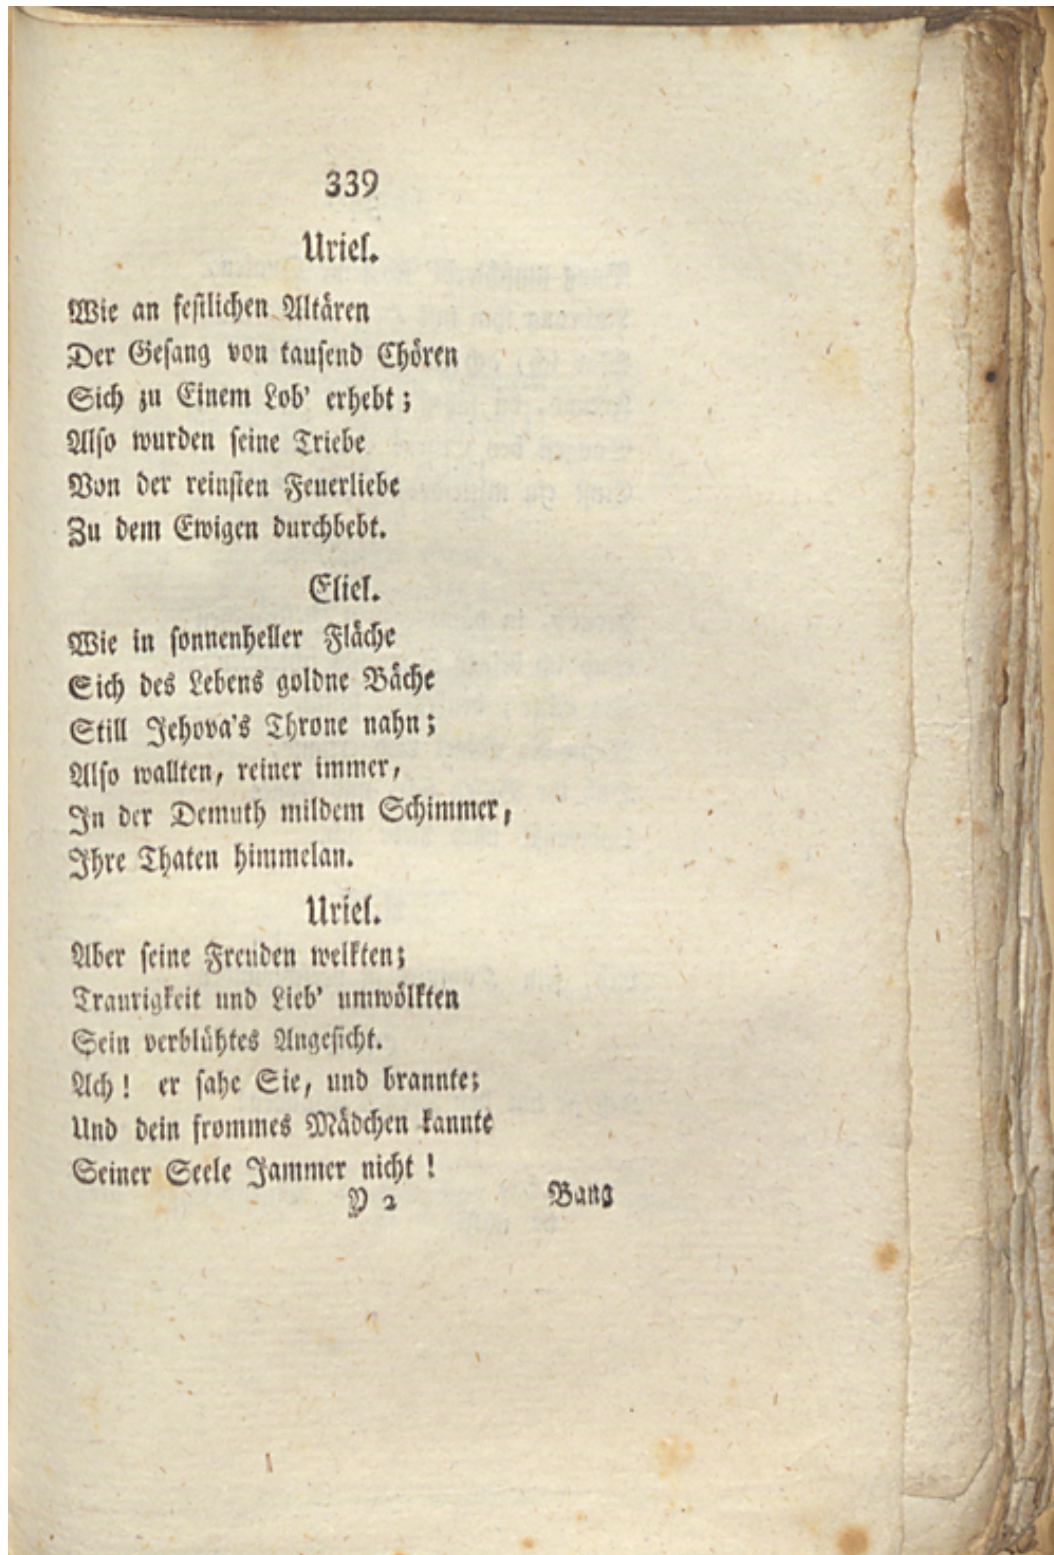 339
Uriel.
Wie an festlichen Altären
Der Gesang von tausend Chören
Sich zu Einem Lob' erhebt;
Also wurden seine Triebe
Von der reinsten Feuerliebe
Zu dem Ewigen durchbebt.
Eliel.
Wie in sonnenheller Fläche
Sich des Lebens goldne Bäche
Still Jehova's Throne nahn;
Also wallten, reiner immer,
In der Demuth mildem Schimmer,
Ihre Thaten himmelan.
Uriel.
Aber seine Freuden welkten;
Traurigkeit und Lieb' umwölkten
Sein verblühtes Angesicht.
Ach! er sahe Sie, und brannte;
Und dein frommes Mädchen kannte
Seiner Seele Jammer nicht!
Y 2 Bang